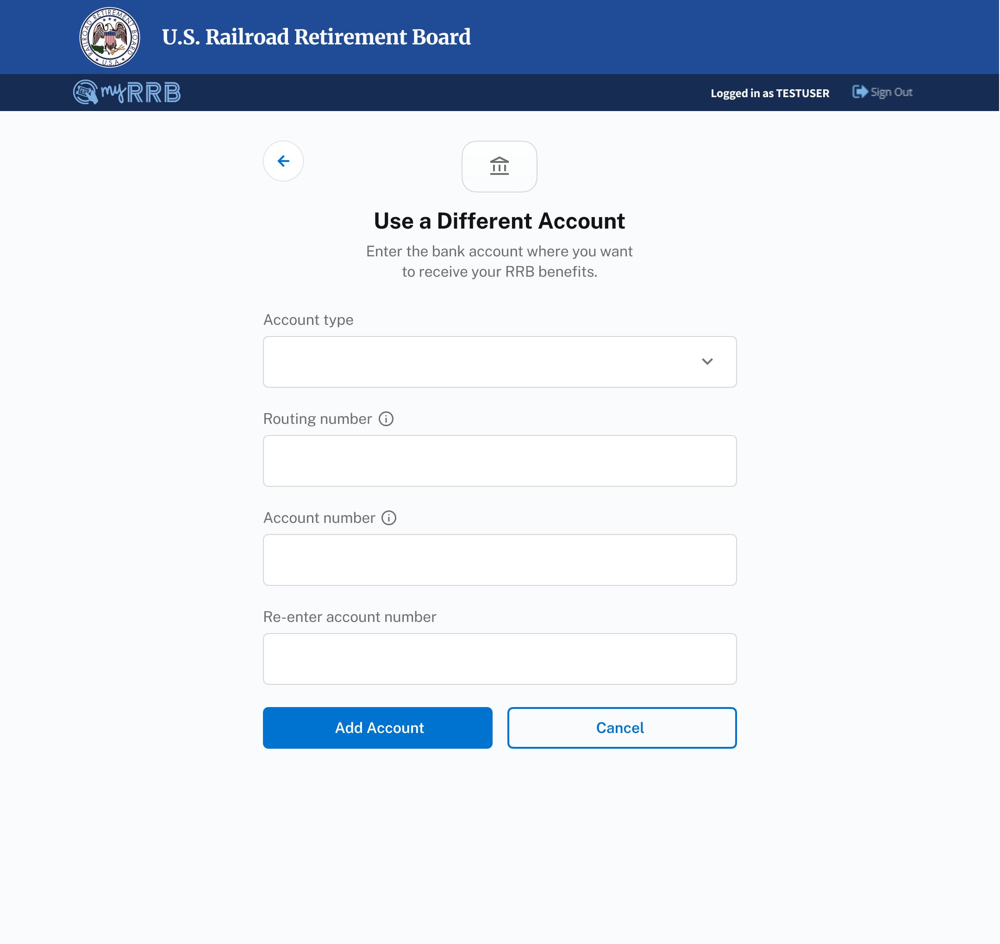 RAILROAD RETIREMENT BOARD
U.S.A.
U.S. Railroad Retirement Board
myRRB
Logged in as TESTUSER
Sign Out
Use a Different Account
Enter the bank account where you want
to receive your RRB benefits.
Account type
Routing number
Account number
Re-enter account number
Add Account
Cancel